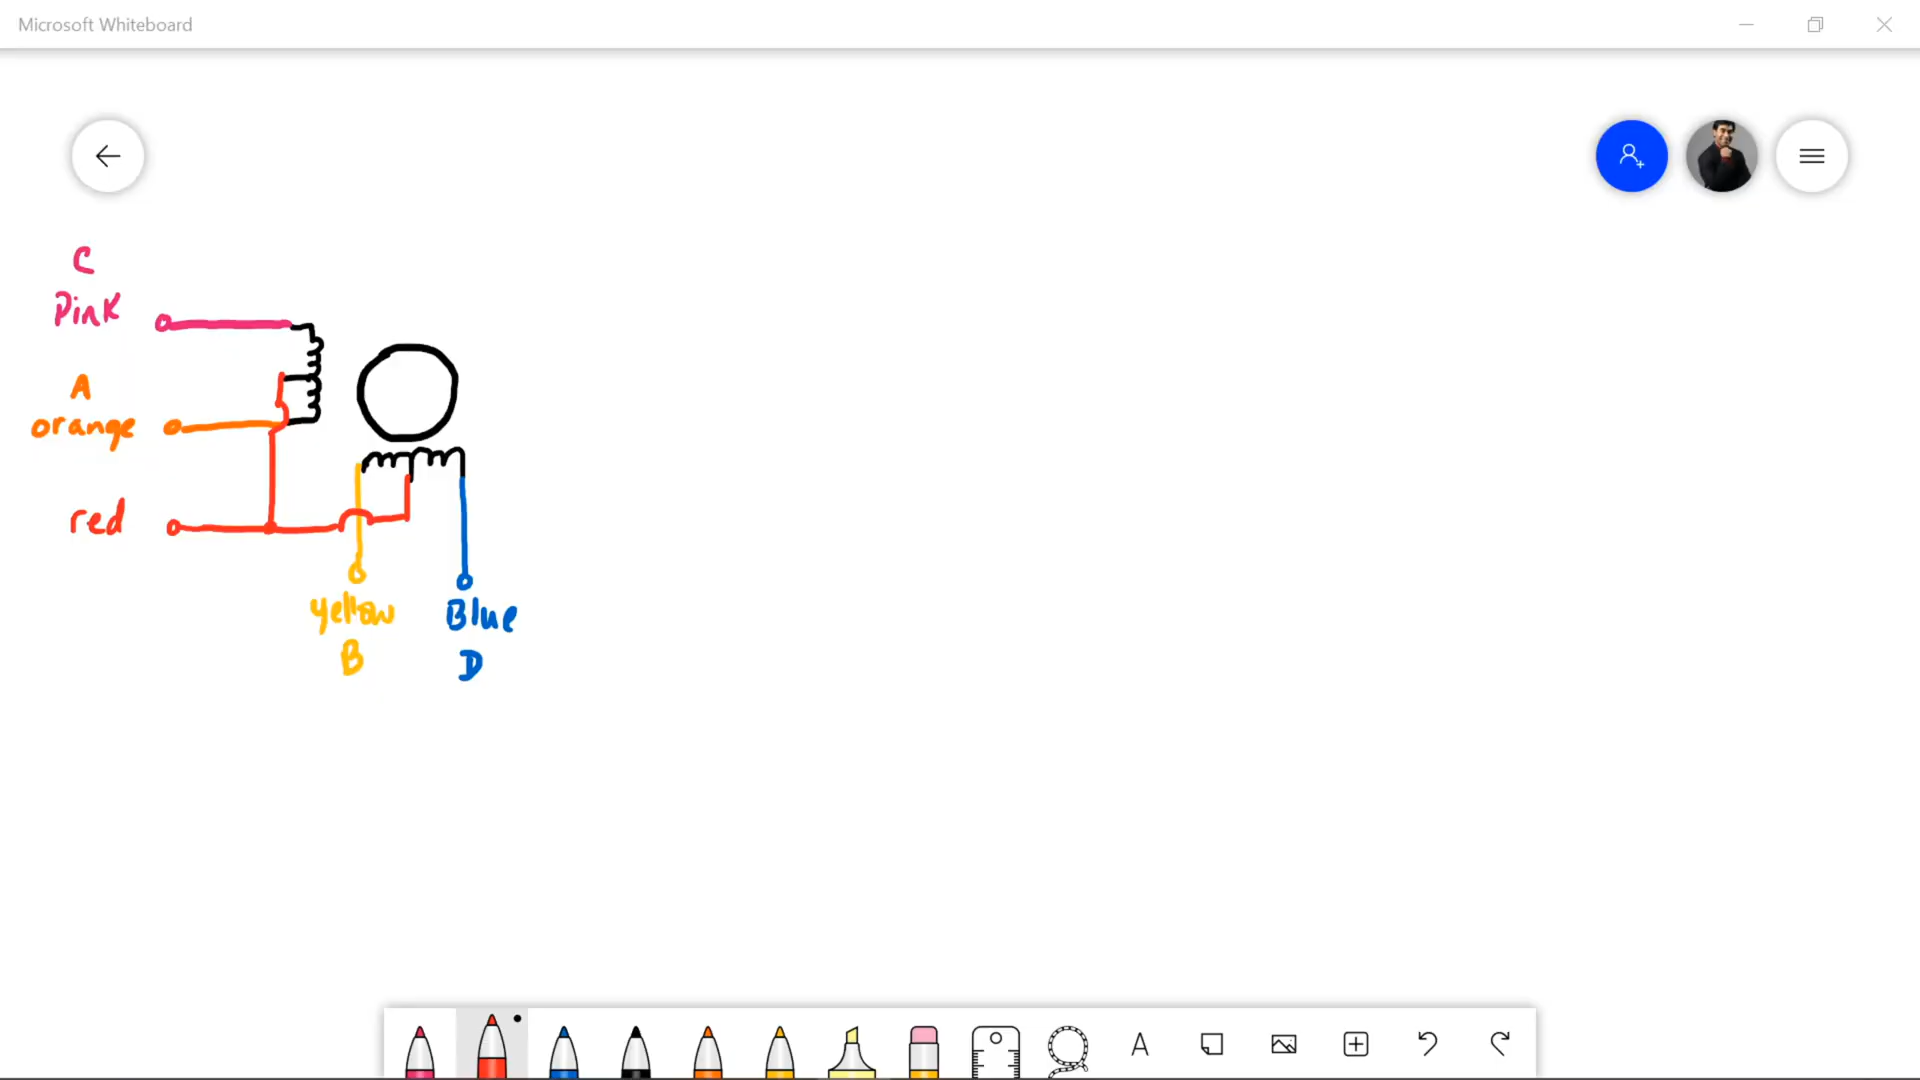 Microsoft Whiteboard
C
Pink
A
orange
red
yellow
B
Blue
D
A